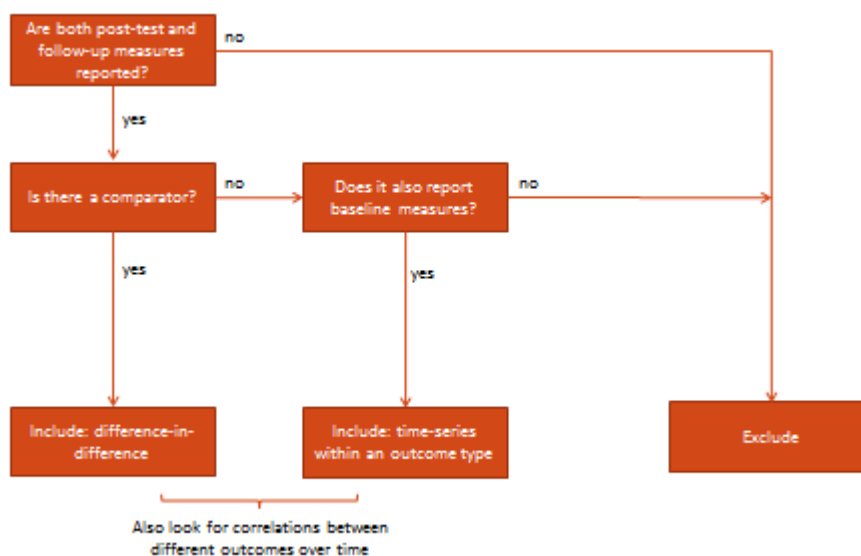 Are both post-test and
follow-up measures
reported?
no
yes
Is there a comparator?
no
Does it also report
baseline measures?
no
yes
yes
Include: difference-in-
difference
Include: time-series
within an outcome type
Exclude
Also look for correlations between
different outcomes over time